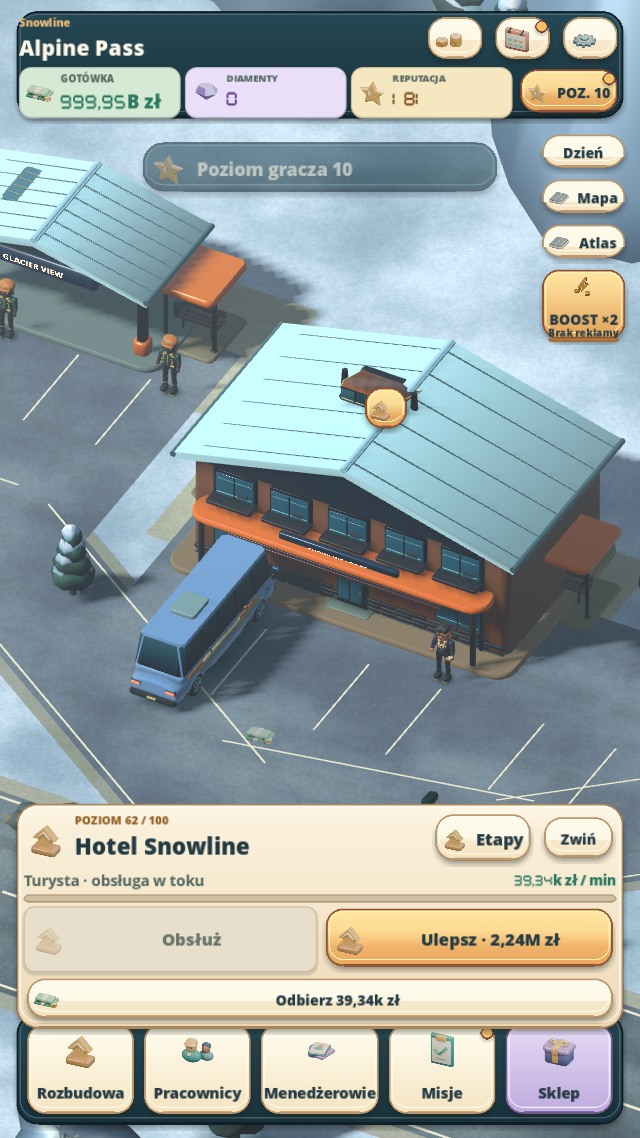 Snowline
Alpine Pass
GOTÓWKA
999,95B zł
DIAMENTY
0
REPUTACJA
181
POZ. 10
Poziom gracza 10
Dzień
Mapa
Atlas
BOOST ×2
Brak reklamy
GLACIER VIEW
POZIOM 62 / 100
Hotel Snowline
Etapy
Zwiń
Turysta · obsługa w toku
39,34k zł / min
Obsłuż
Ulepsz · 2,24M zł
Odbierz 39,34k zł
Rozbudowa
Pracownicy
Menedżerowie
Misje
Sklep